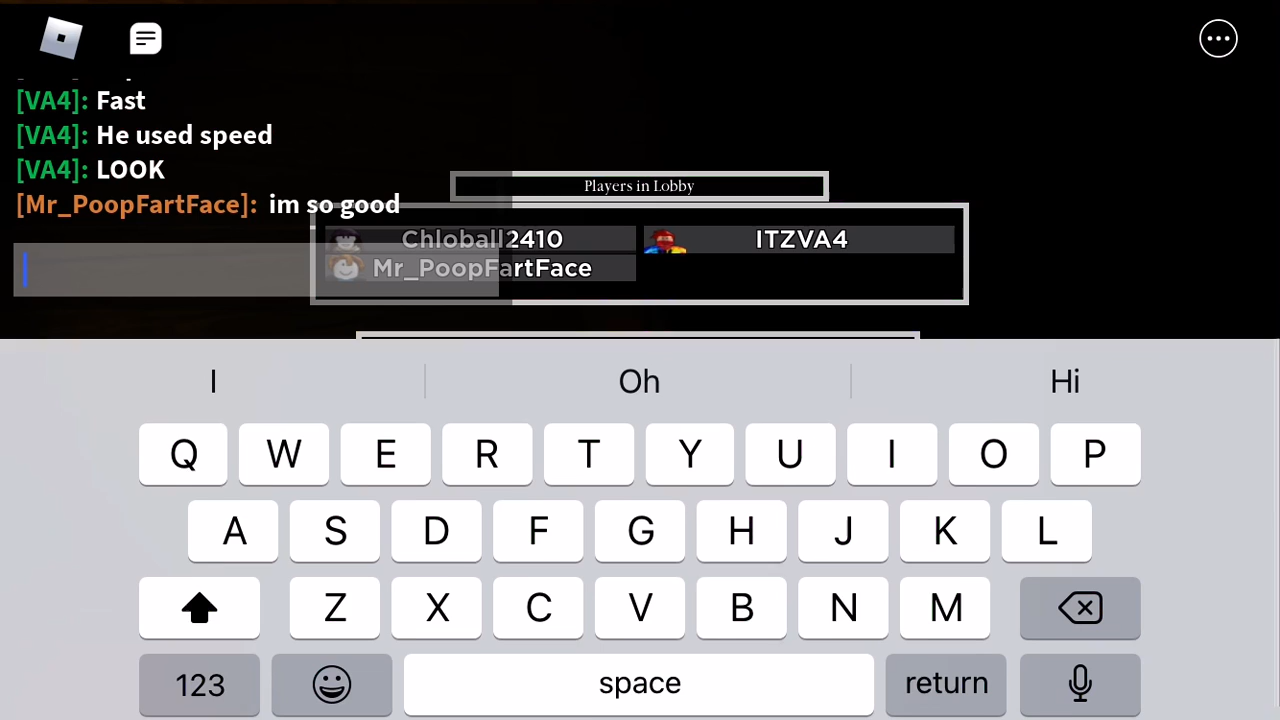 [VA4]: Fast
[VA4]: He used speed
[VA4]: LOOK
[Mr_PoopFartFace]: im so good
Players in Lobby
Chloball2410
ITZVA4
Mr_PoopFartFace
I Oh Hi
Q W E R T Y U I O P
A S D F G H J K L
Z X C V B N M
123 space return